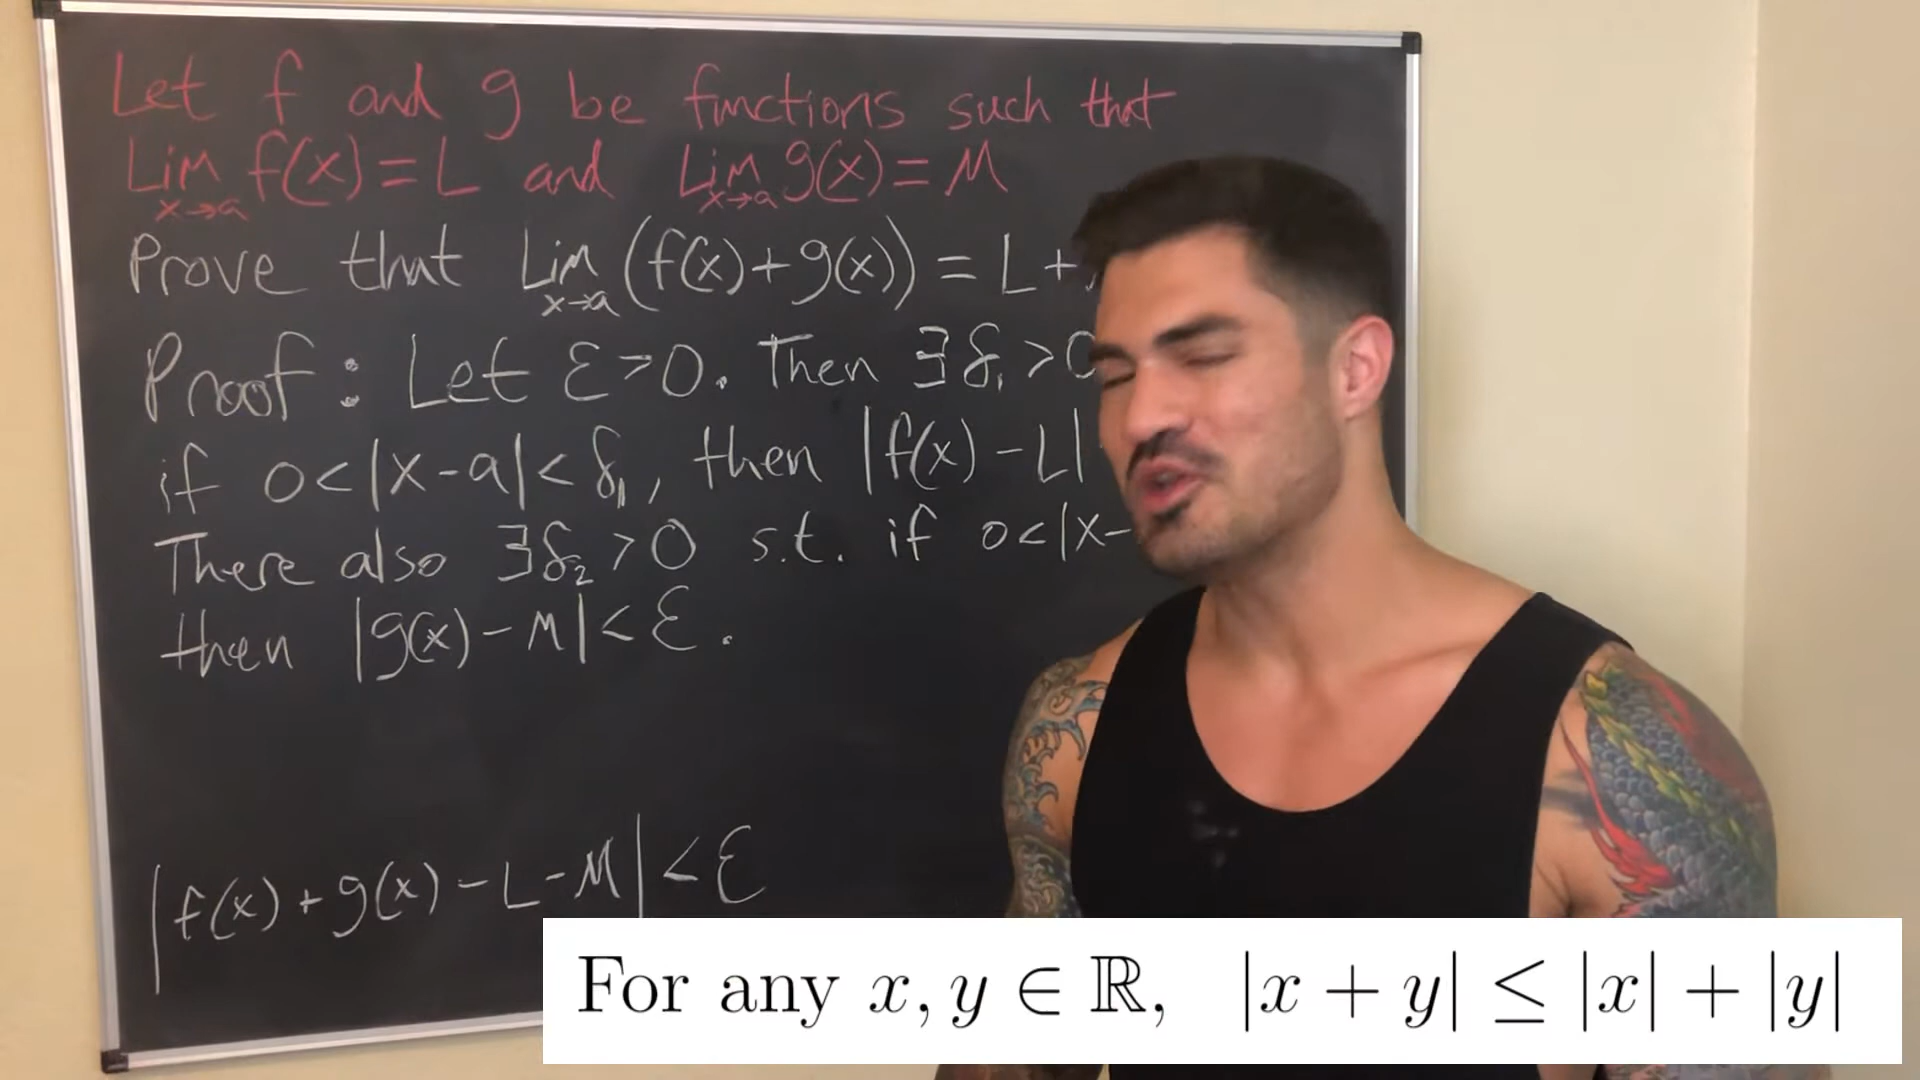 Let f and g be functions such that
Lim x→a f(x) = L and Lim x→a g(x) = M
Prove that Lim x→a (f(x)+g(x)) = L+
Proof: Let ε>0. Then ∃ δ₁ >0
if 0<|x-a|<δ₁, then |f(x)-L|
There also ∃δ₂>0 s.t. if 0<|x-
then |g(x)-M|<ε.
|f(x)+g(x)-L-M|<ε
For any x, y ∈ ℝ, |x + y| ≤ |x| + |y|